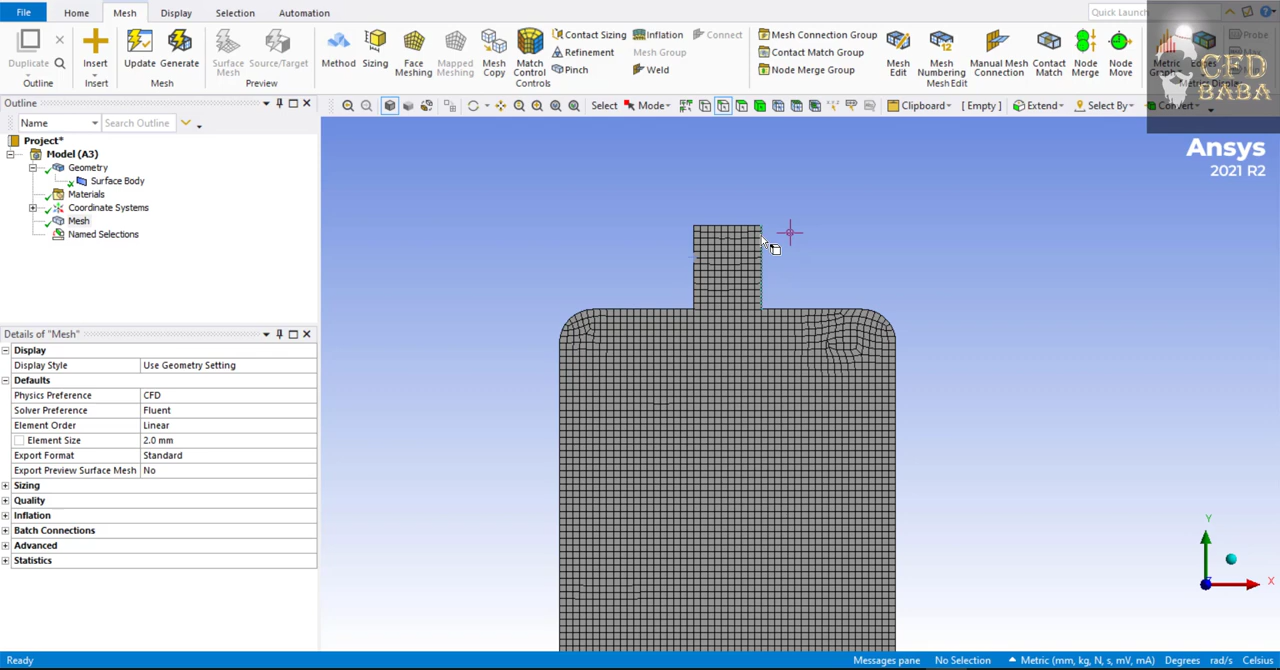 File Home Mesh Display Selection Automation Quick Launch
Duplicate Outline
Insert Insert
Update Generate Mesh
Surface Mesh Source/Target Preview
Method Sizing Face Meshing Mapped Meshing Mesh Copy Match Control
Contact Sizing Inflation Connect
Refinement Mesh Group
Pinch Weld
Controls
Mesh Connection Group
Contact Match Group
Node Merge Group
Mesh Edit Mesh Numbering Manual Mesh Connection Contact Match Node Merge Node Move
Mesh Edit
Probe
CFD
BABA
Outline
Select Mode Clipboard [ Empty ] Extend Select By Convert
Name Search Outline
Project*
Model (A3)
Geometry
Surface Body
Materials
Coordinate Systems
Mesh
Named Selections
Ansys
2021 R2
Details of "Mesh"
Display
Display Style Use Geometry Setting
Defaults
Physics Preference CFD
Solver Preference Fluent
Element Order Linear
Element Size 2.0 mm
Export Format Standard
Export Preview Surface Mesh No
Sizing
Quality
Inflation
Batch Connections
Advanced
Statistics
Y
X
Ready Messages pane No Selection Metric (mm, kg, N, s, mV, mA) Degrees rad/s Celsius